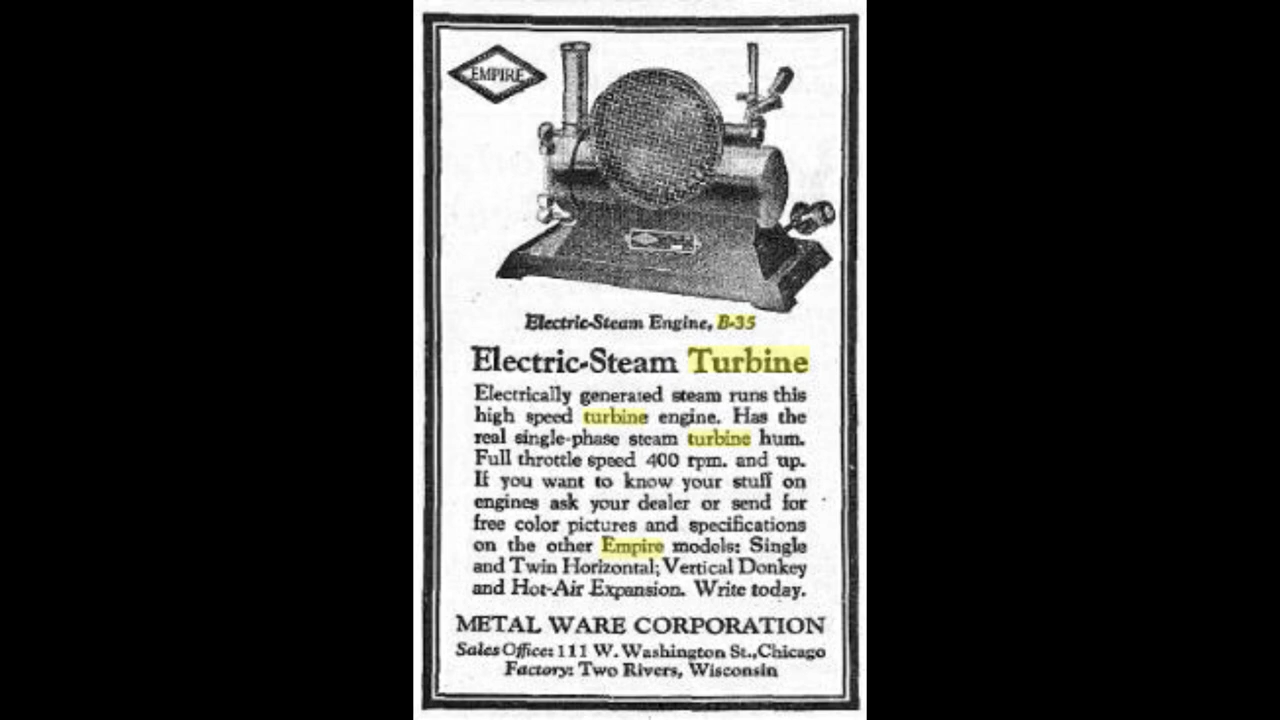 EMPIRE
Electric-Steam Engine, B-35
Electric-Steam Turbine
Electrically generated steam runs this
high speed turbine engine. Has the
real single-phase steam turbine hum.
Full throttle speed 400 rpm. and up.
If you want to know your stuff on
engines ask your dealer or send for
free color pictures and specifications
on the other Empire models: Single
and Twin Horizontal; Vertical Donkey
and Hot-Air Expansion. Write today.
METAL WARE CORPORATION
Sales Office: 111 W. Washington St., Chicago
Factory: Two Rivers, Wisconsin